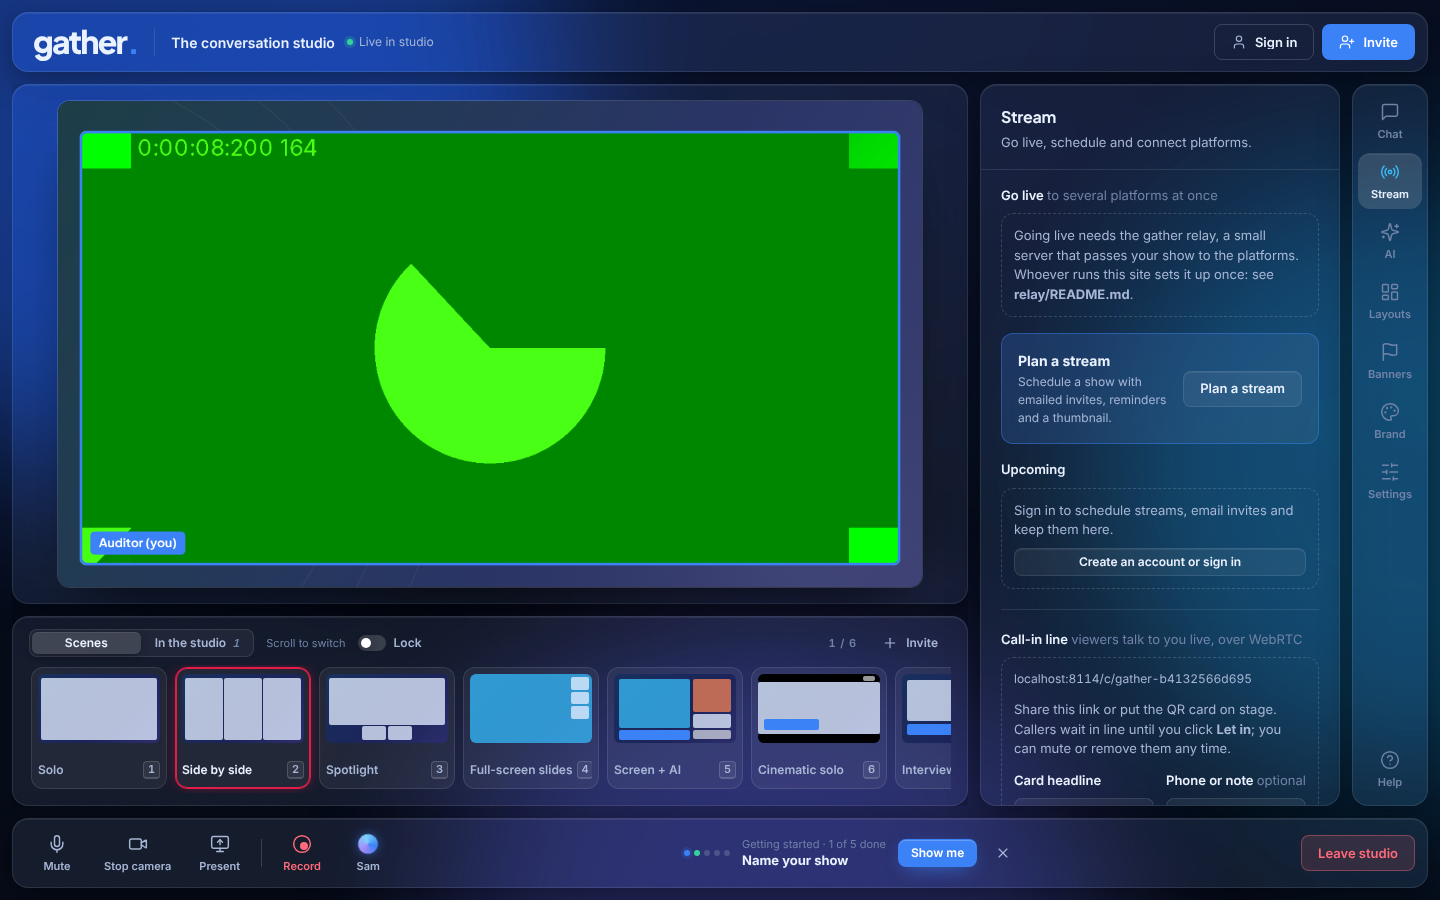 gather.
The conversation studio
Live in studio
Sign in
Invite
0:00:08:200 164
Auditor (you)
Scenes
In the studio 1
Scroll to switch
Lock
1 / 6
Invite
Solo
1
Side by side
2
Spotlight
3
Full-screen slides
4
Screen + AI
5
Cinematic solo
6
Interview
Stream
Go live, schedule and connect platforms.
Go live to several platforms at once
Going live needs the gather relay, a small
server that passes your show to the platforms.
Whoever runs this site sets it up once: see
relay/README.md.
Plan a stream
Schedule a show with
emailed invites, reminders
and a thumbnail.
Plan a stream
Upcoming
Sign in to schedule streams, email invites and
keep them here.
Create an account or sign in
Call-in line viewers talk to you live, over WebRTC
localhost:8114/c/gather-b4132566d695
Share this link or put the QR card on stage.
Callers wait in line until you click Let in; you
can mute or remove them any time.
Card headline
Phone or note optional
Chat
Stream
AI
Layouts
Banners
Brand
Settings
Help
Mute
Stop camera
Present
Record
Sam
Getting started · 1 of 5 done
Name your show
Show me
Leave studio